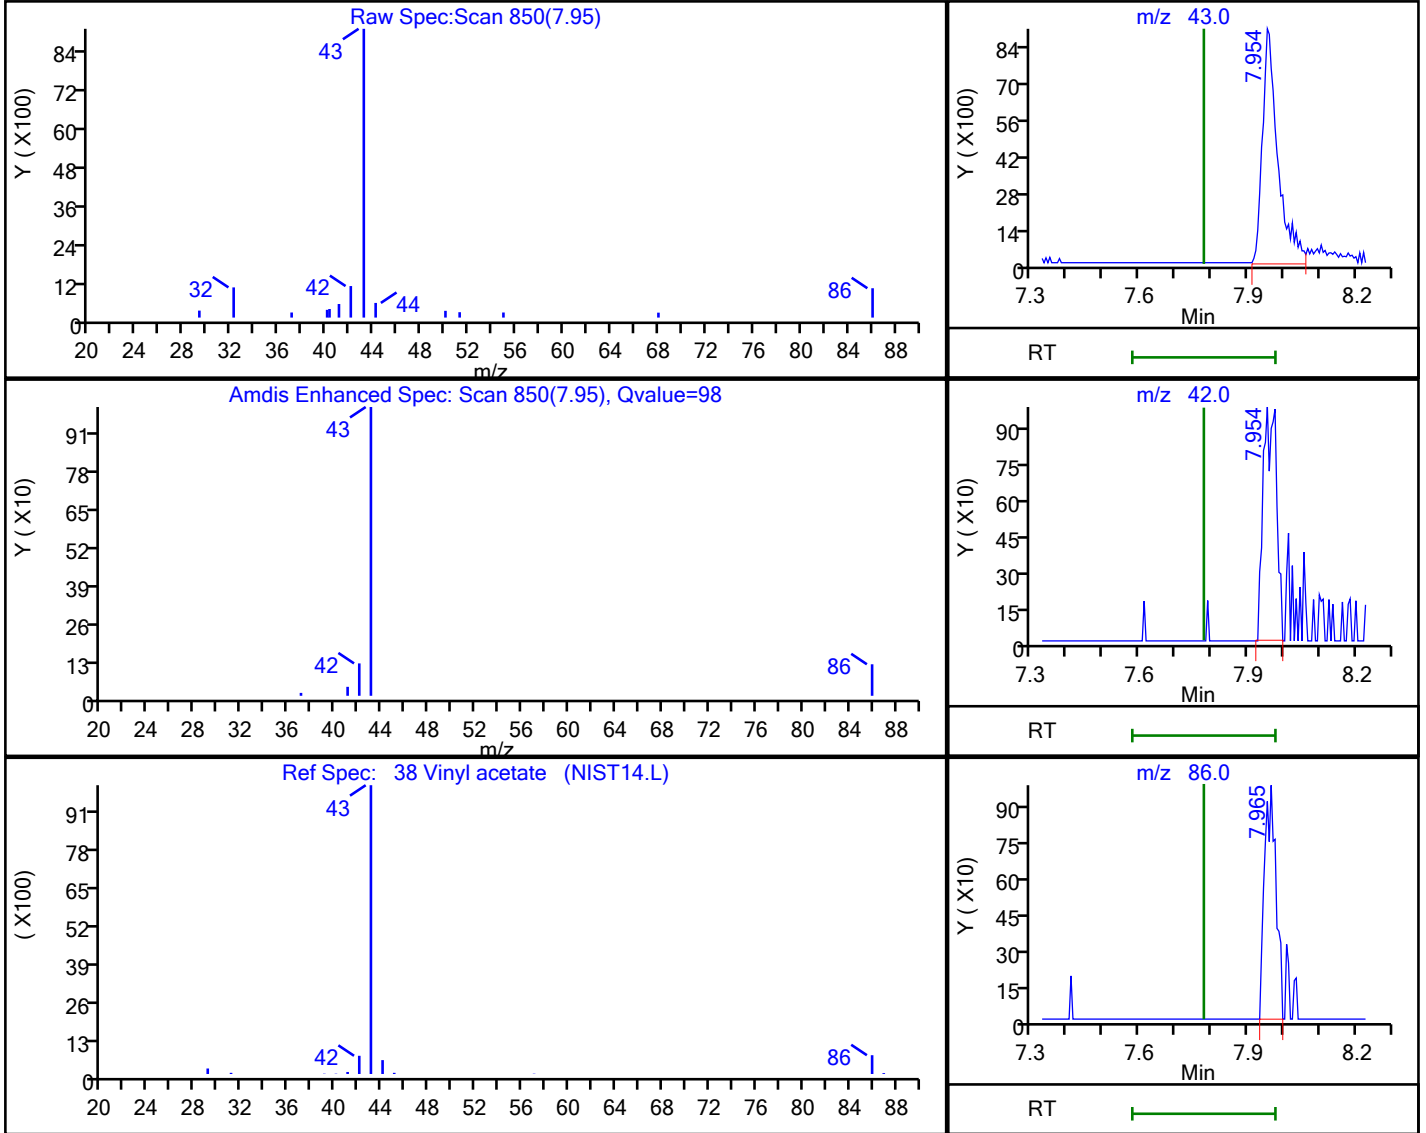 Raw Spec:Scan 850(7.95)
Y ( X100)
84
72
60
48
36
24
12
0
43
32
42
44
86
20 24 28 32 36 40 44 48 52 56 60 64 68 72 76 80 84 88
m/z
m/z 43.0
Y ( X100)
84
70
56
42
28
14
0
7.954
7.3 7.6 7.9 8.2
Min
RT
Amdis Enhanced Spec: Scan 850(7.95), Qvalue=98
Y ( X10)
91
78
65
52
39
26
13
0
43
42
86
20 24 28 32 36 40 44 48 52 56 60 64 68 72 76 80 84 88
m/z
m/z 42.0
Y ( X10)
90
75
60
45
30
15
0
7.954
7.3 7.6 7.9 8.2
Min
RT
Ref Spec: 38 Vinyl acetate (NIST14.L)
( X100)
91
78
65
52
39
26
13
0
43
42
86
20 24 28 32 36 40 44 48 52 56 60 64 68 72 76 80 84 88
m/z 86.0
Y ( X10)
90
75
60
45
30
15
0
7.965
7.3 7.6 7.9 8.2
Min
RT